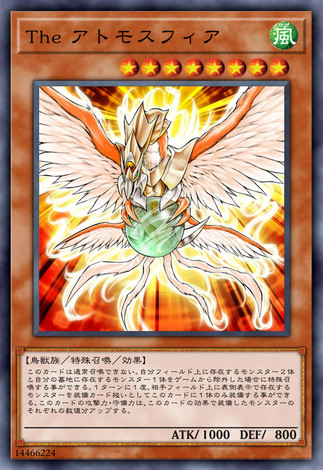 The アトモスフィア
風
【鳥獣族／特殊召喚／効果】
このカードは通常召喚できない。自分フィールド上に存在するモンスター2体
と自分の墓地に存在するモンスター1体をゲームから除外した場合に特殊召
喚する事ができる。1ターンに1度、相手フィールド上に表側表示で存在する
モンスターを装備カード扱いとしてこのカードに1体のみ装備する事ができ
る。このカードの攻撃力・守備力は、このカードの効果で装備したモンスターの
それぞれの数値分アップする。
ATK/1000 DEF/ 800
14466224